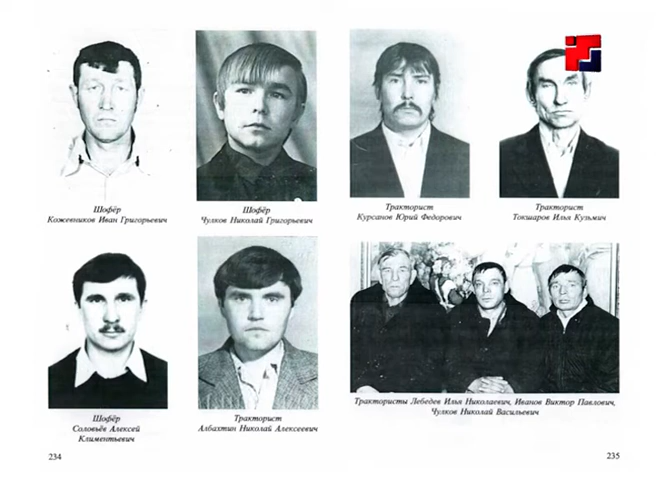 Шофёр
Кожевников Иван Григорьевич
Шофёр
Чулков Николай Григорьевич
Тракторист
Курсанов Юрий Федорович
Тракторист
Токшаров Илья Кузьмич
Шофёр
Соловьёв Алексей
Климентьевич
Тракторист
Албахтин Николай Алексеевич
Трактористы Лебедев Илья Николаевич, Иванов Виктор Павлович,
Чулков Николай Васильевич
234
235